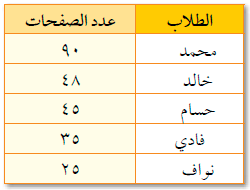 الطلاب عدد الصفحات
محمد ٩٠
خالد ٤٨
حسام ٤٥
فادي ٣٥
نواف ٢٥